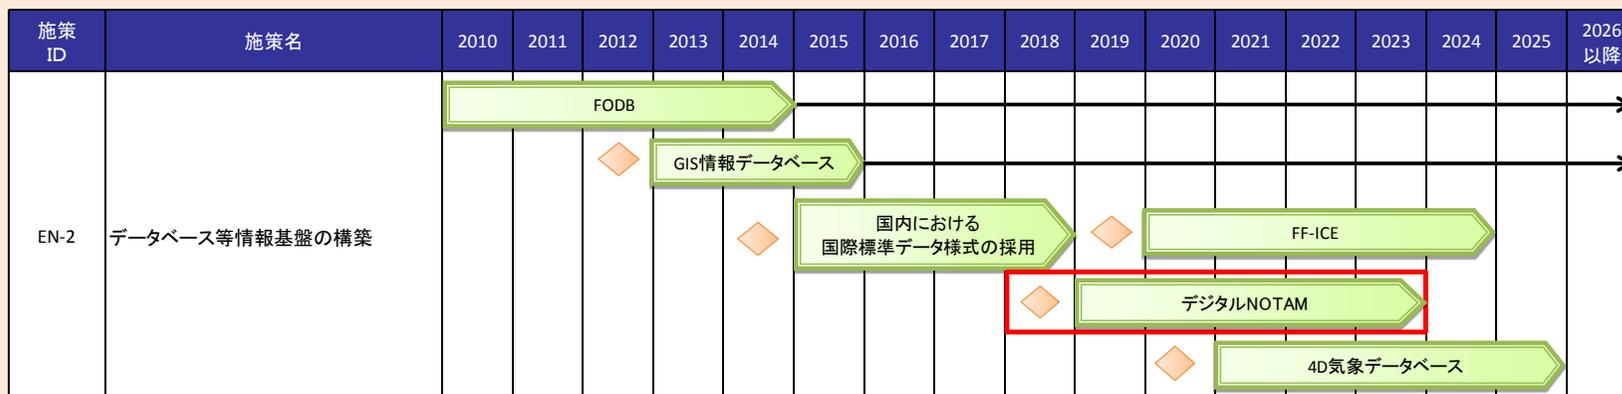 施策
ID
施策名
2010
2011
2012
2013
2014
2015
2016
2017
2018
2019
2020
2021
2022
2023
2024
2025
2026
以降
EN-2
データベース等情報基盤の構築
FODB
GIS情報データベース
国内における
国際標準データ様式の採用
FF-ICE
デジタルNOTAM
4D気象データベース